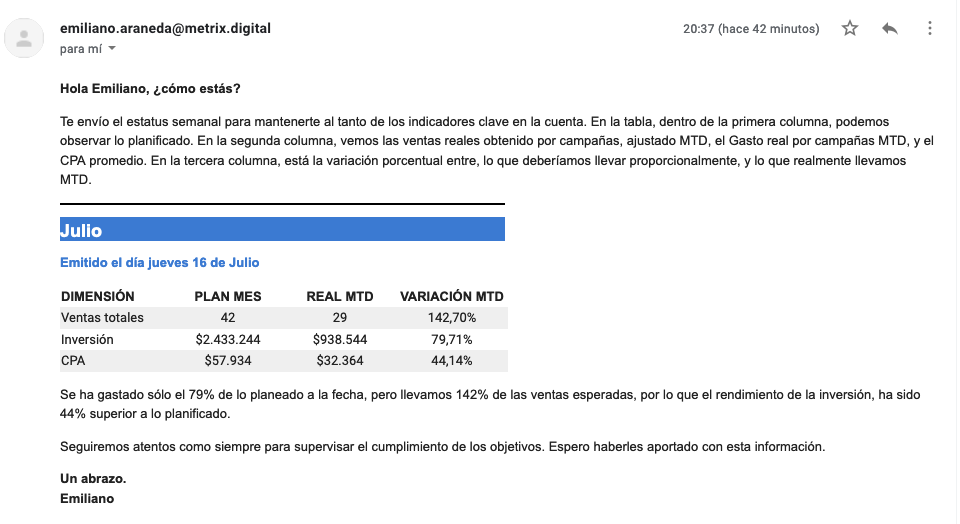 emiliano.araneda@metrix.digital
20:37 (hace 42 minutos)
para mí
Hola Emiliano, ¿cómo estás?
Te envío el estatus semanal para mantenerte al tanto de los indicadores clave en la cuenta. En la tabla, dentro de la primera columna, podemos
observar lo planificado. En la segunda columna, vemos las ventas reales obtenido por campañas, ajustado MTD, el Gasto real por campañas MTD, y el
CPA promedio. En la tercera columna, está la variación porcentual entre, lo que deberíamos llevar proporcionalmente, y lo que realmente llevamos
MTD.
Julio
Emitido el día jueves 16 de Julio
DIMENSIÓN PLAN MES REAL MTD VARIACIÓN MTD
Ventas totales 42 29 142,70%
Inversión $2.433.244 $938.544 79,71%
CPA $57.934 $32.364 44,14%
Se ha gastado sólo el 79% de lo planeado a la fecha, pero llevamos 142% de las ventas esperadas, por lo que el rendimiento de la inversión, ha sido
44% superior a lo planificado.
Seguiremos atentos como siempre para supervisar el cumplimiento de los objetivos. Espero haberles aportado con esta información.
Un abrazo.
Emiliano